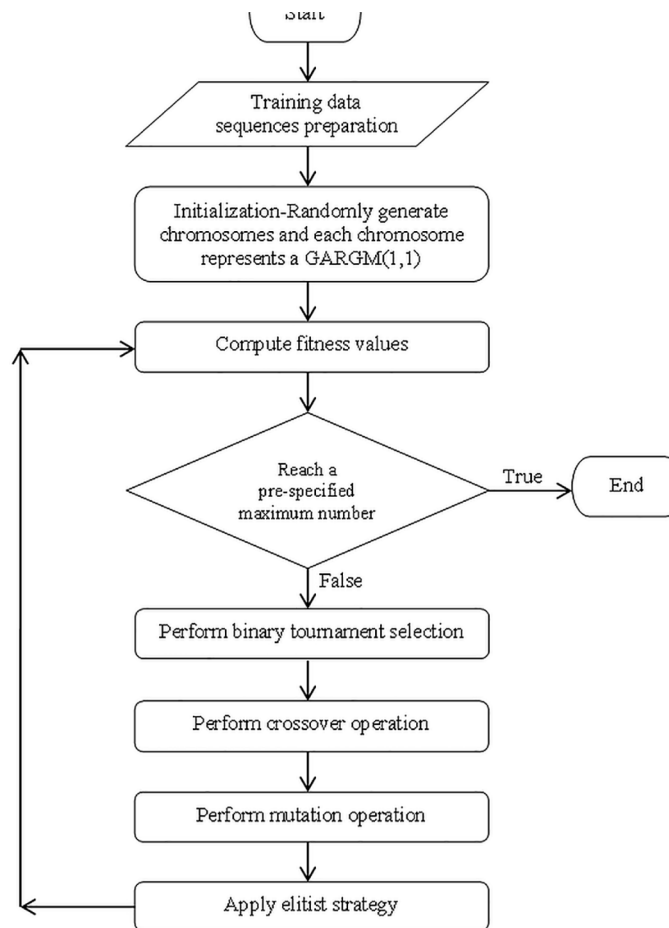 Start
Training data
sequences preparation
Initialization-Randomly generate
chromosomes and each chromosome
represents a GARGM(1,1)
Compute fitness values
Reach a
pre-specified
maximum number
True
End
False
Perform binary tournament selection
Perform crossover operation
Perform mutation operation
Apply elitist strategy